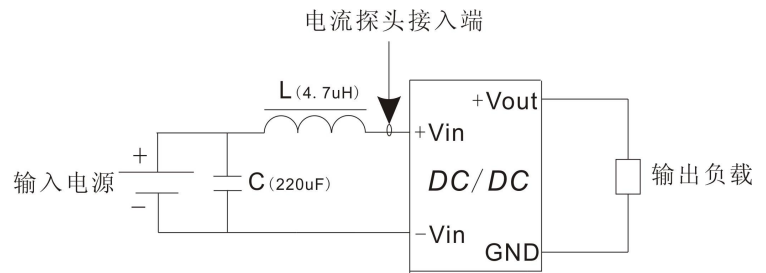 电流探头接入端
L(4.7uH)
+Vout
+Vin
+
输入电源
C(220uF)
DC/DC
输出负载
-
-Vin
GND